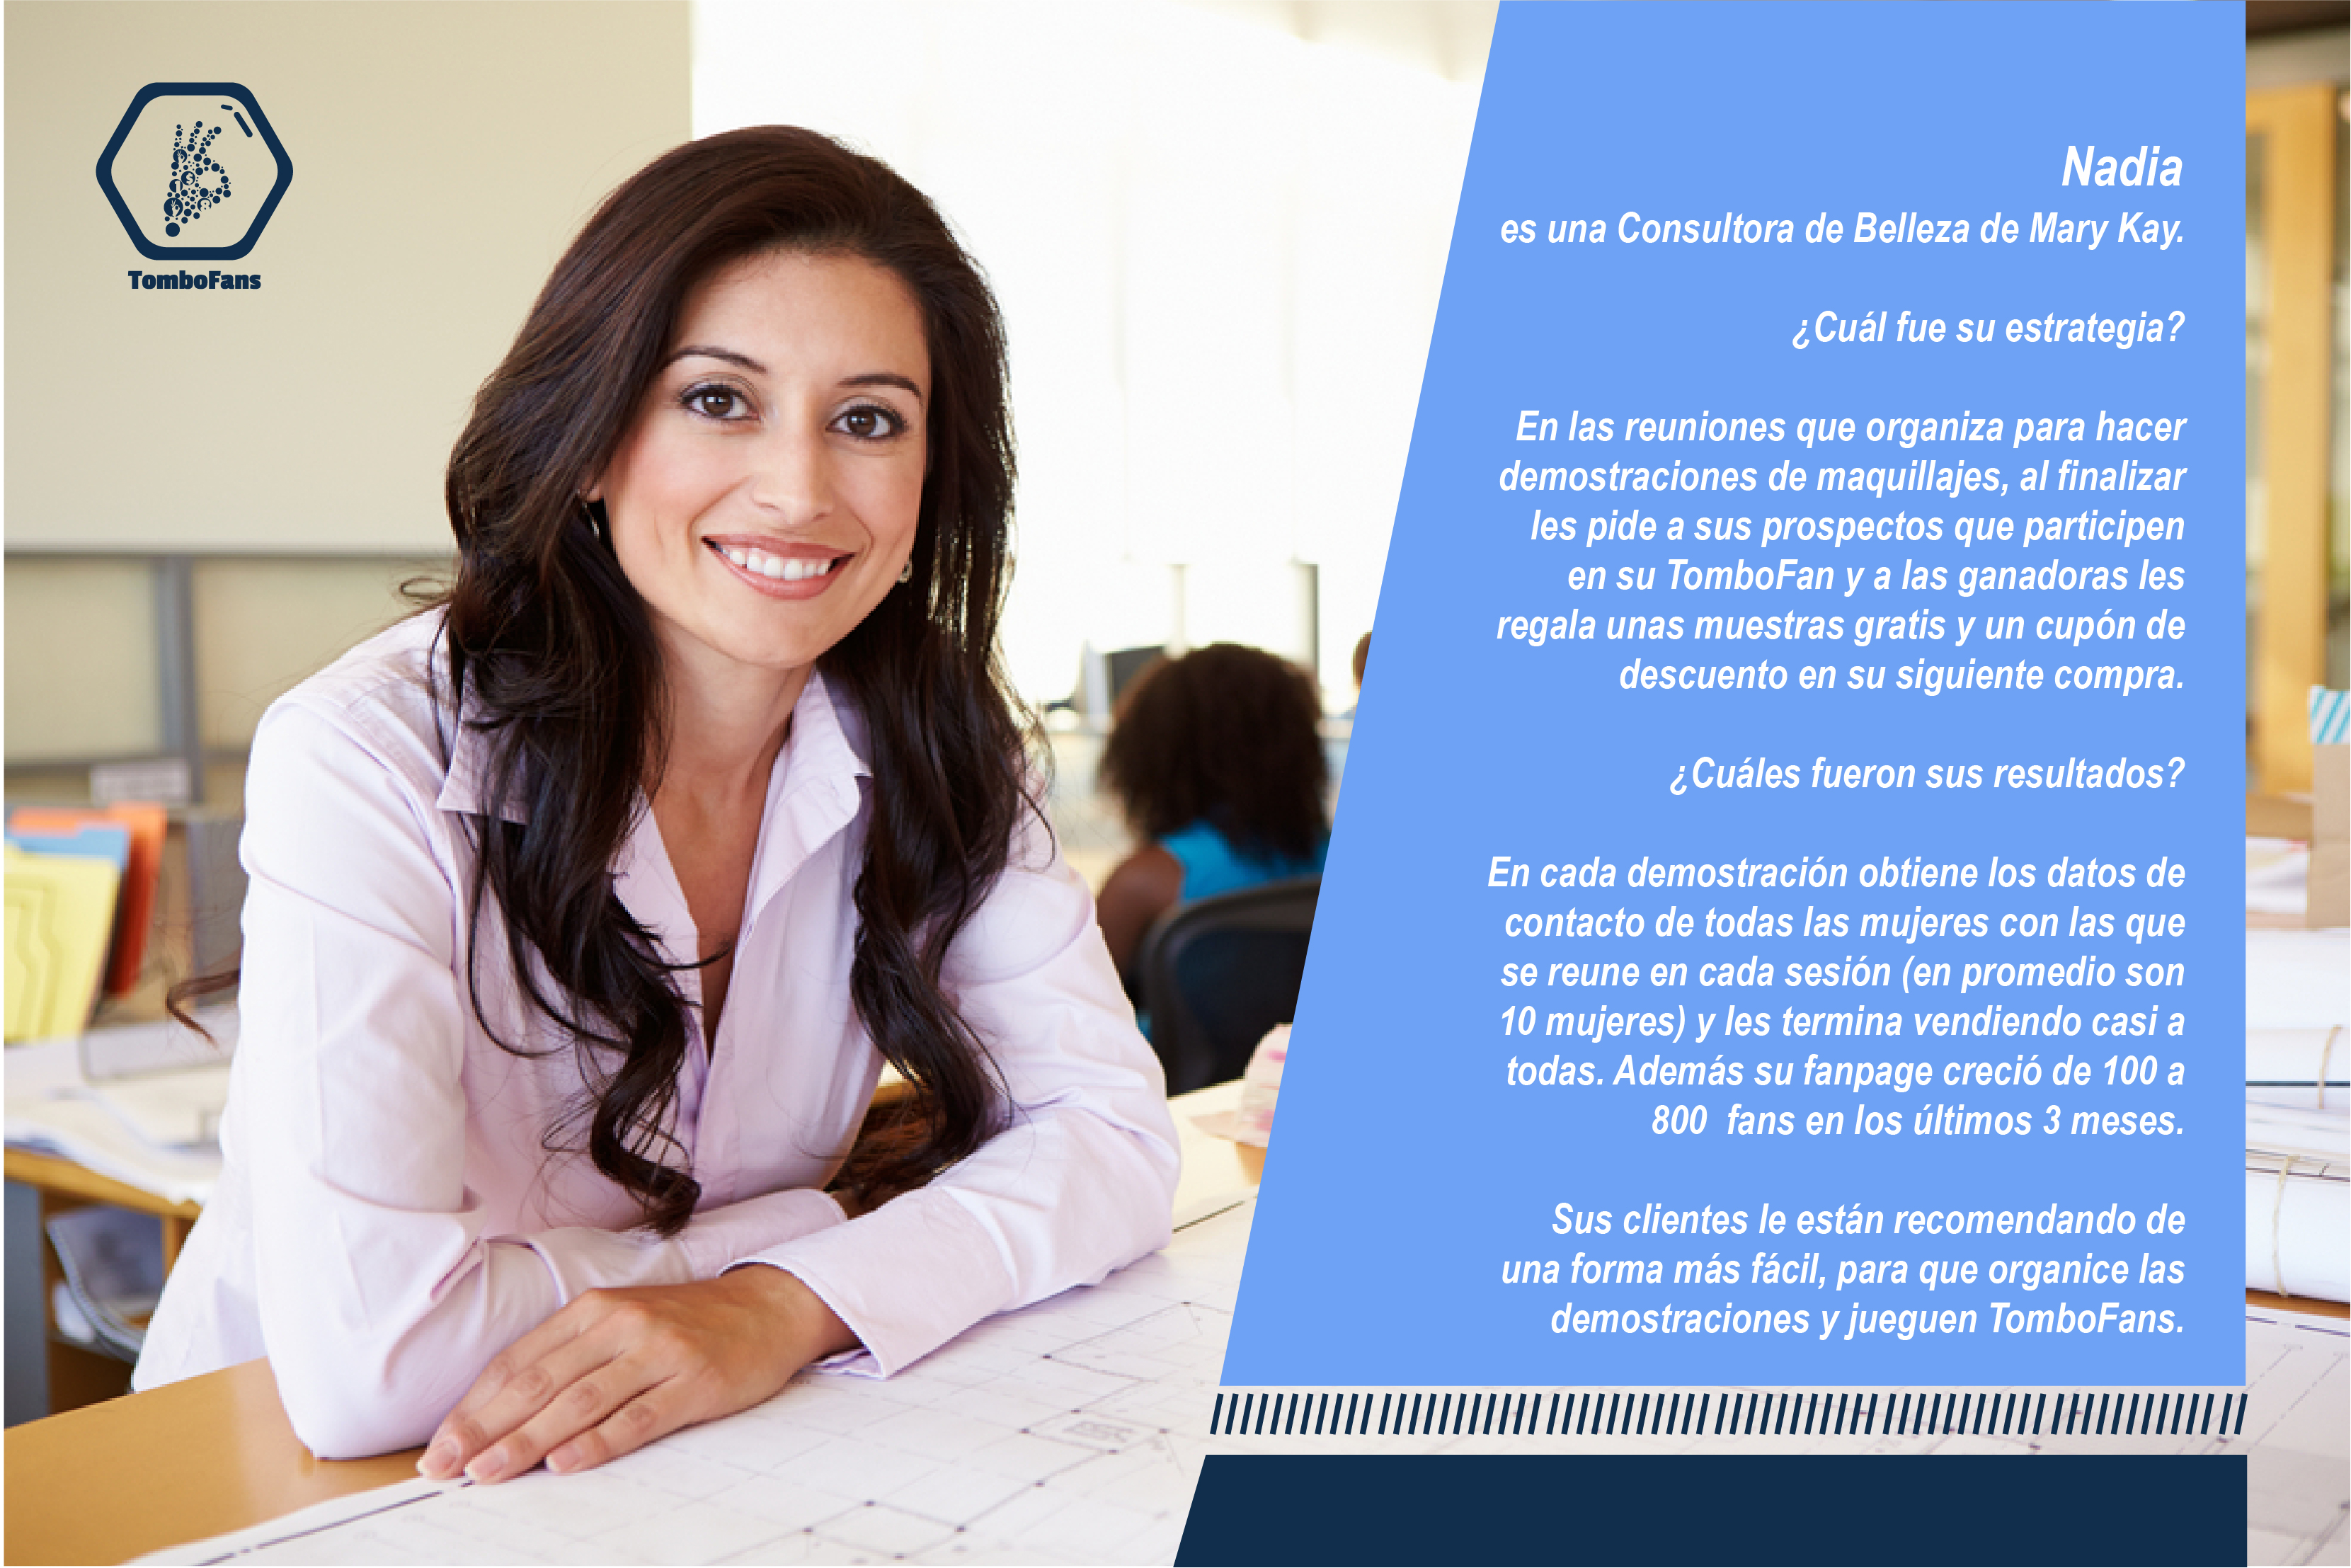 TomboFans
Nadia
es una Consultora de Belleza de Mary Kay.
¿Cuál fue su estrategia?
En las reuniones que organiza para hacer
demostraciones de maquillajes, al finalizar
les pide a sus prospectos que participen
en su TomboFan y a las ganadoras les
regala unas muestras gratis y un cupón de
descuento en su siguiente compra.
¿Cuáles fueron sus resultados?
En cada demostración obtiene los datos de
contacto de todas las mujeres con las que
se reune en cada sesión (en promedio son
10 mujeres) y les termina vendiendo casi a
todas. Además su fanpage creció de 100 a
800 fans en los últimos 3 meses.
Sus clientes le están recomendando de
una forma más fácil, para que organice las
demostraciones y jueguen TomboFans.